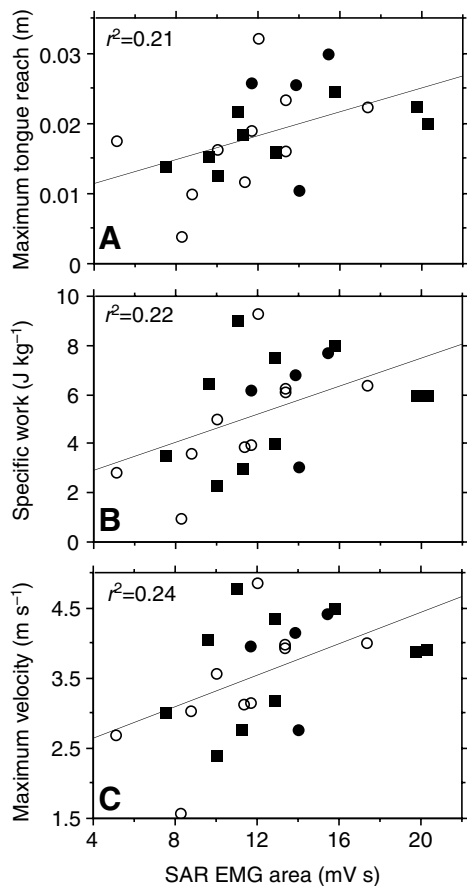 r²=0.21
0.03
0.02
0.01
0
Maximum tongue reach (m)
A
r²=0.22
10
8
6
4
2
0
Specific work (J kg⁻¹)
B
r²=0.24
4.5
3.5
2.5
1.5
Maximum velocity (m s⁻¹)
C
4 8 12 16 20
SAR EMG area (mV s)